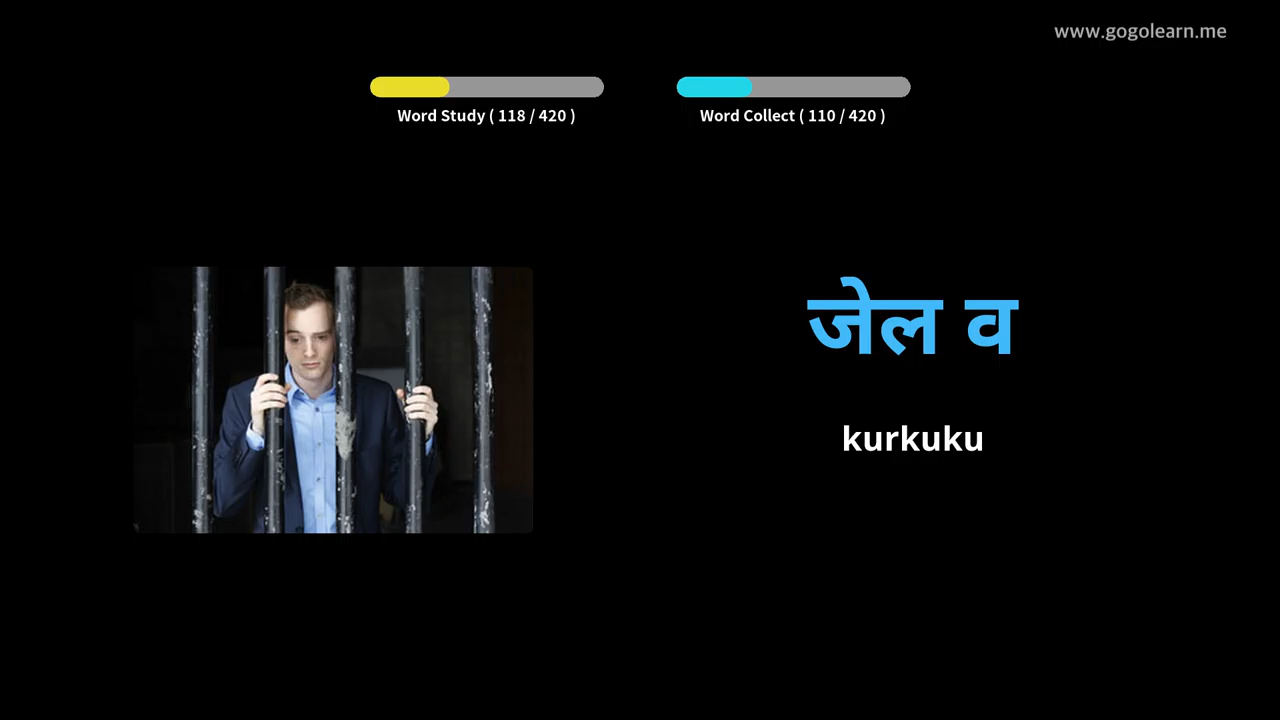 www.gogolearn.me
Word Study ( 118 / 420 )
Word Collect ( 110 / 420 )
जेल व
kurkuku